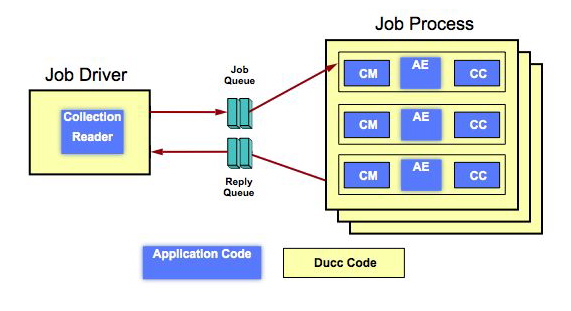 Job Process
Job Driver
Job
Queue
Collection
Reader
Reply
Queue
CM
AE
CC
CM
AE
CC
CM
AE
CC
Application Code
Ducc Code